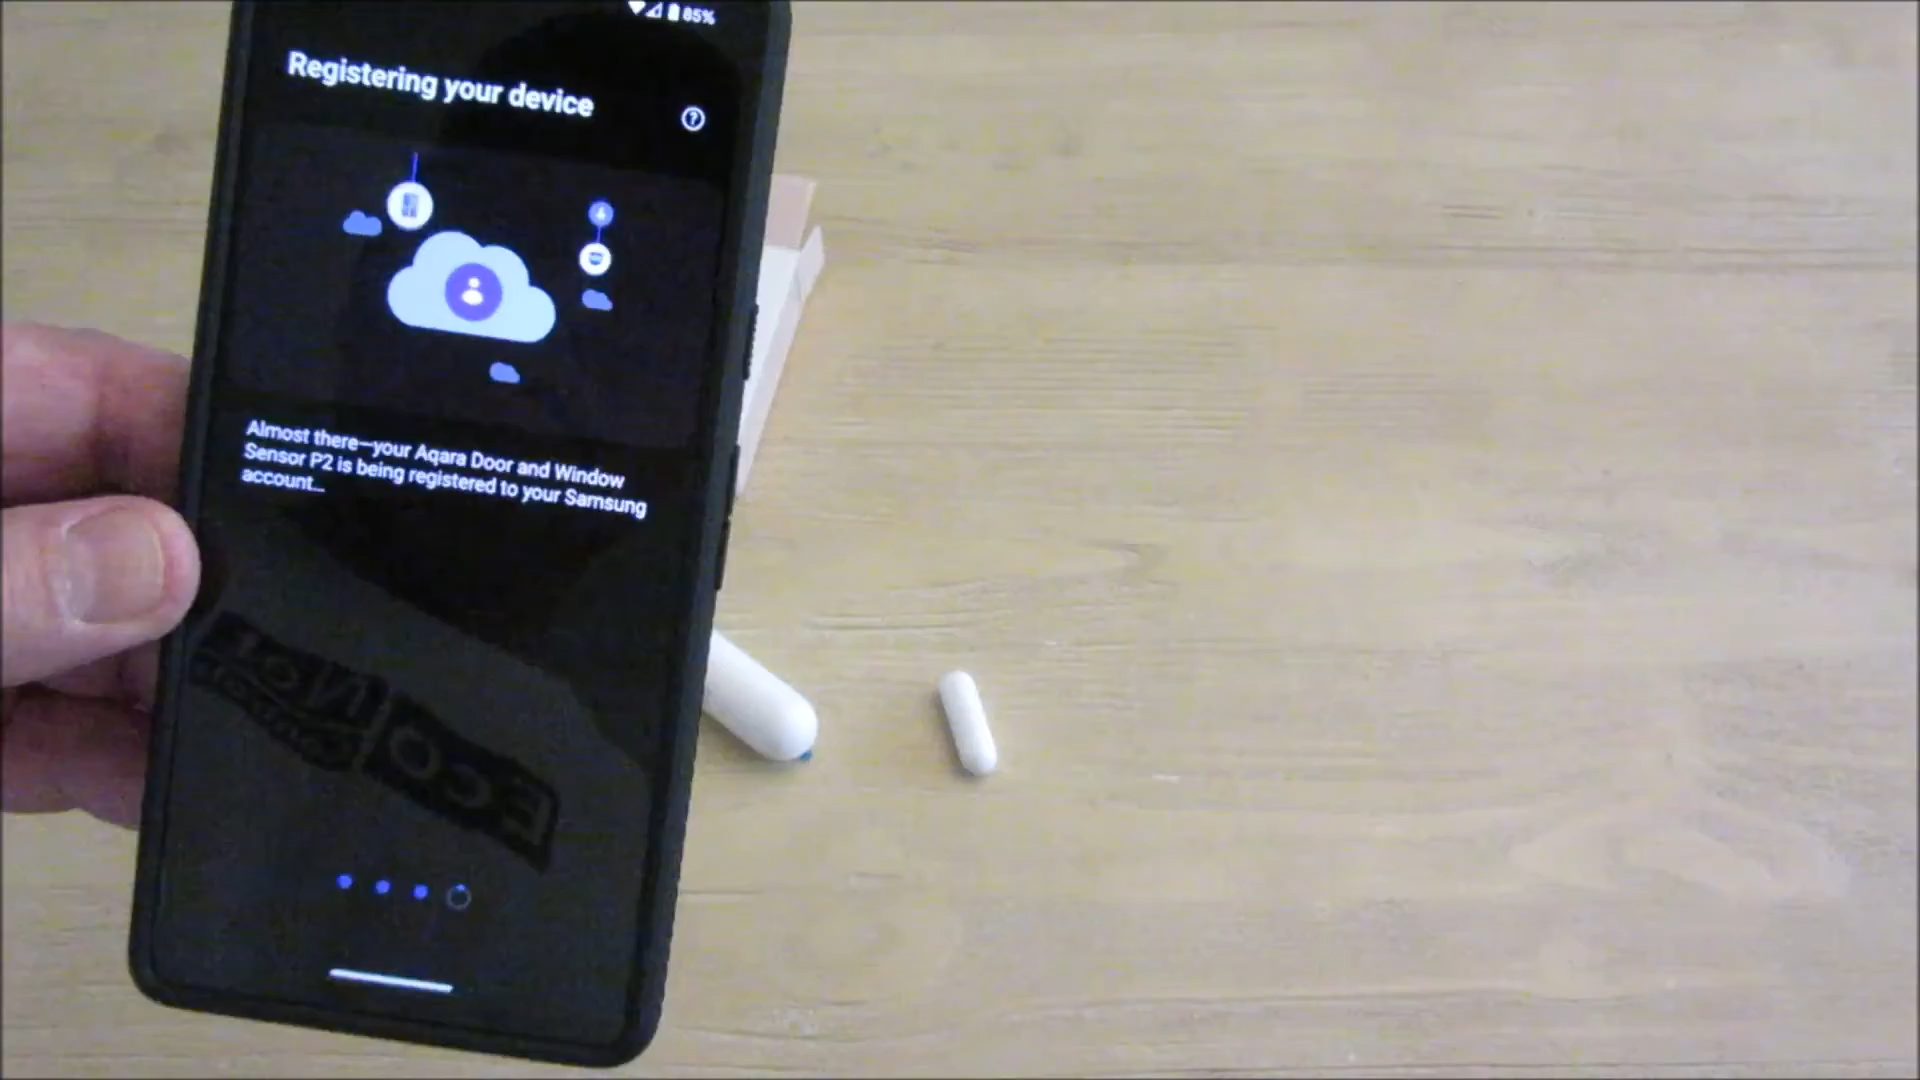 85%
Registering your device
?
Almost there—your Aqara Door and Window
Sensor P2 is being registered to your Samsung
account...